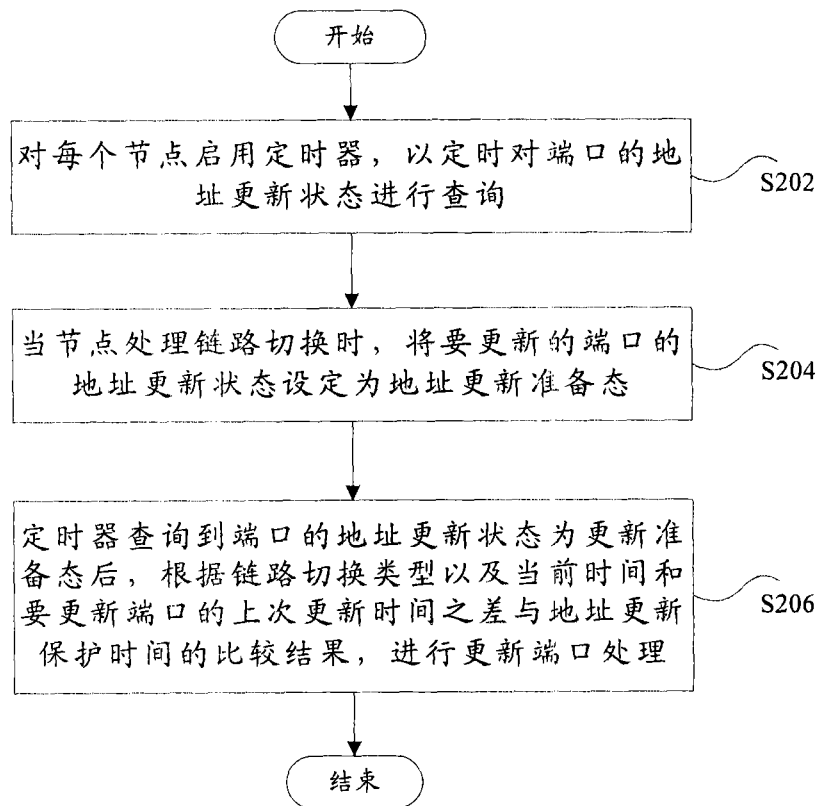 开始
对每个节点启用定时器，以定时对端口的地
址更新状态进行查询
S202
当节点处理链路切换时，将要更新的端口的
地址更新状态设定为地址更新准备态
S204
定时器查询到端口的地址更新状态为更新准
备态后，根据链路切换类型以及当前时间和
要更新端口的上次更新时间之差与地址更新
保护时间的比较结果，进行更新端口处理
S206
结束